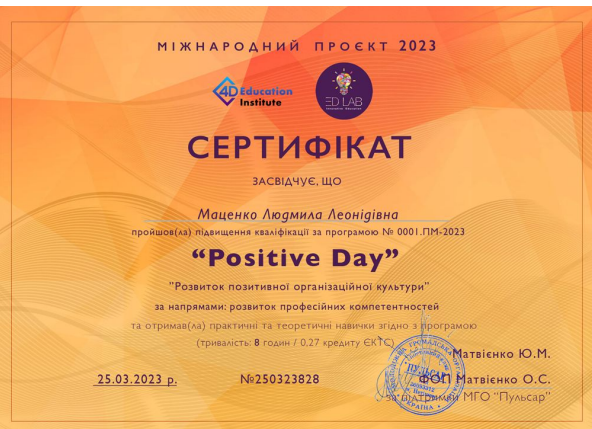 МІЖНАРОДНИЙ ПРОЄКТ 2023
4D Education
Institute
ED LAB
СЕРТИФІКАТ
ЗАСВІДЧУЄ, ЩО
Маценко Людмила Леонідівна
пройшов(ла) підвищення кваліфікації за програмою № 0001.ПМ-2023
“Positive Day”
"Розвиток позитивної організаційної культури"
за напрямами: розвиток професійних компетентностей
та отримав(ла) практичні та теоретичні навички згідно з програмою
(тривалість: 8 годин / 0,27 кредиту ЄКТС)
Матвієнко Ю.М.
25.03.2023 р. №250323828 ФОП Матвієнко О.С.
за підтримки МГО "Пульсар"
ПУЛЬСАР
УКРАЇНА